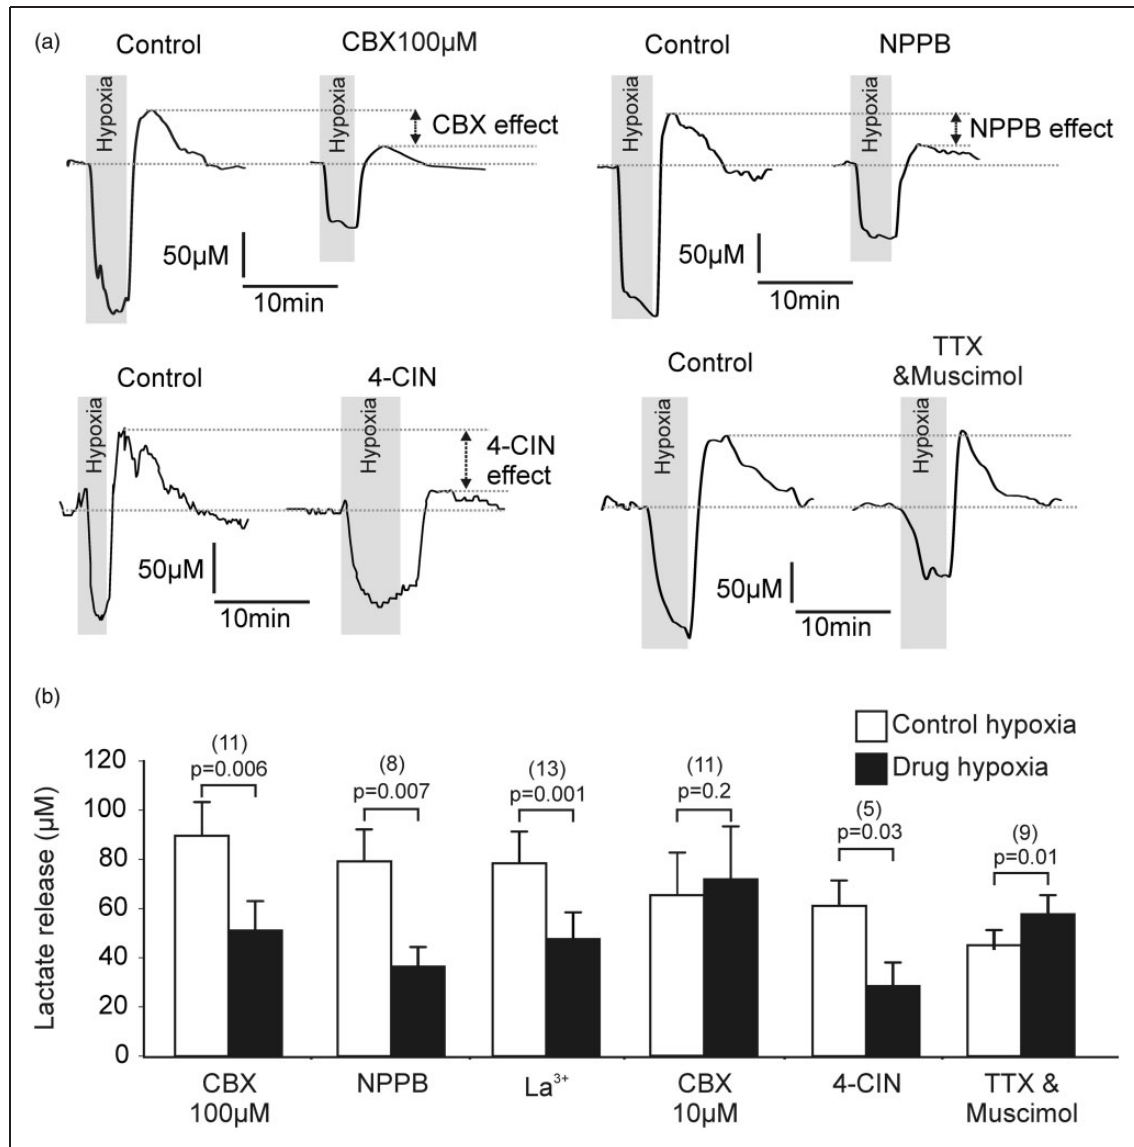 (a)
Control
CBX100µM
Control
NPPB
Hypoxia
Hypoxia
CBX effect
Hypoxia
Hypoxia
NPPB effect
50µM
10min
50µM
10min
Control
4-CIN
Control
TTX
&Muscimol
Hypoxia
Hypoxia
4-CIN
effect
Hypoxia
Hypoxia
50µM
10min
50µM
10min
(b)
Control hypoxia
Drug hypoxia
Lactate release (µM)
120
100
80
60
40
20
0
(11)
p=0.006
(8)
p=0.007
(13)
p=0.001
(11)
p=0.2
(5)
p=0.03
(9)
p=0.01
CBX
100µM
NPPB
La³⁺
CBX
10µM
4-CIN
TTX &
Muscimol